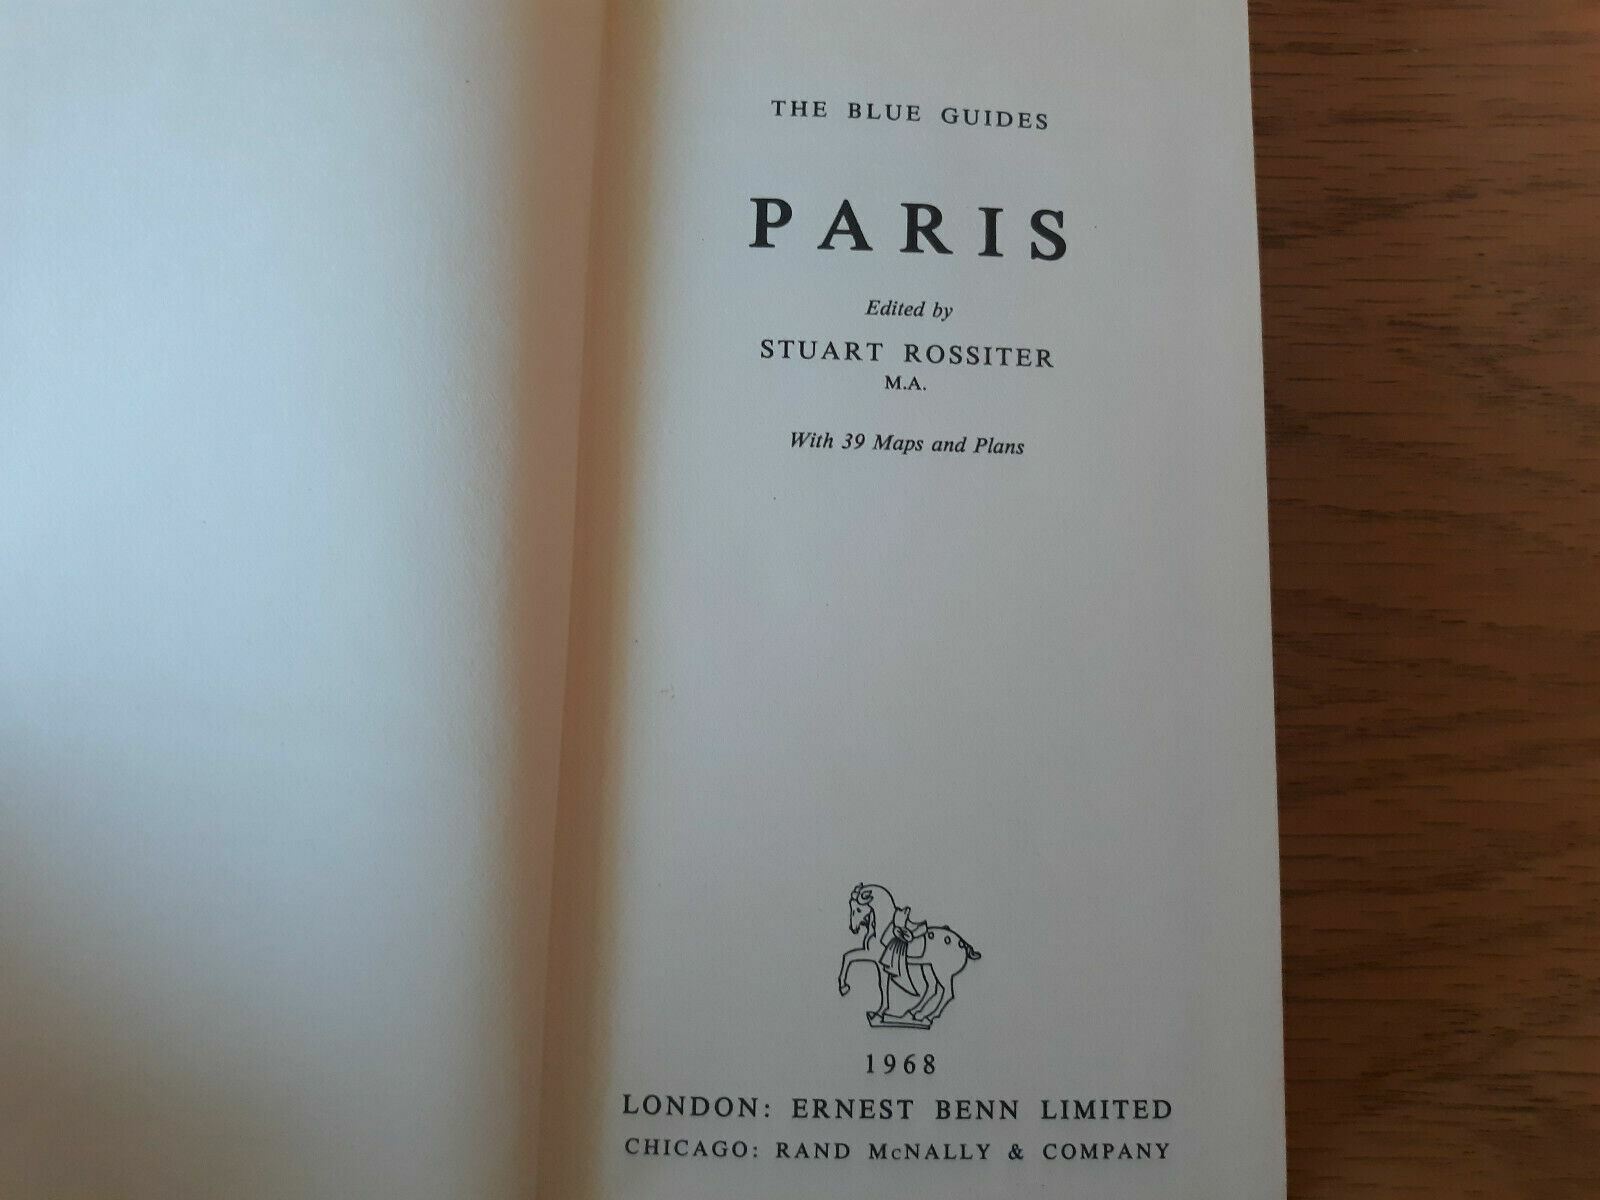 THE BLUE GUIDES
PARIS
Edited by
STUART ROSSITER
M.A.
With 39 Maps and Plans
1968
LONDON: ERNEST BENN LIMITED
CHICAGO: RAND McNALLY & COMPANY